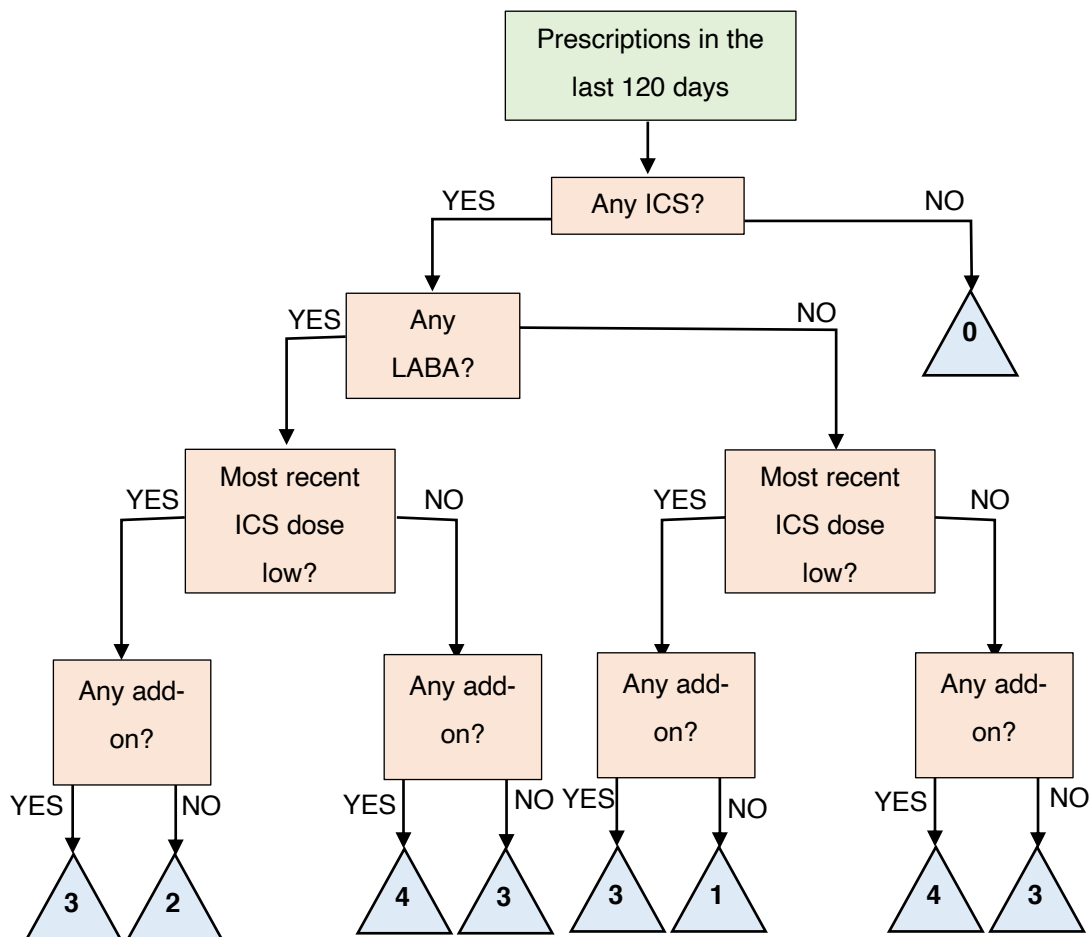 Prescriptions in the
last 120 days
YES
Any ICS?
NO
YES
Any
LABA?
NO
0
YES
Most recent
ICS dose
low?
NO
YES
Most recent
ICS dose
low?
NO
Any add-
on?
Any add-
on?
Any add-
on?
Any add-
on?
YES
NO
YES
NO
YES
NO
YES
NO
3
2
4
3
3
1
4
3